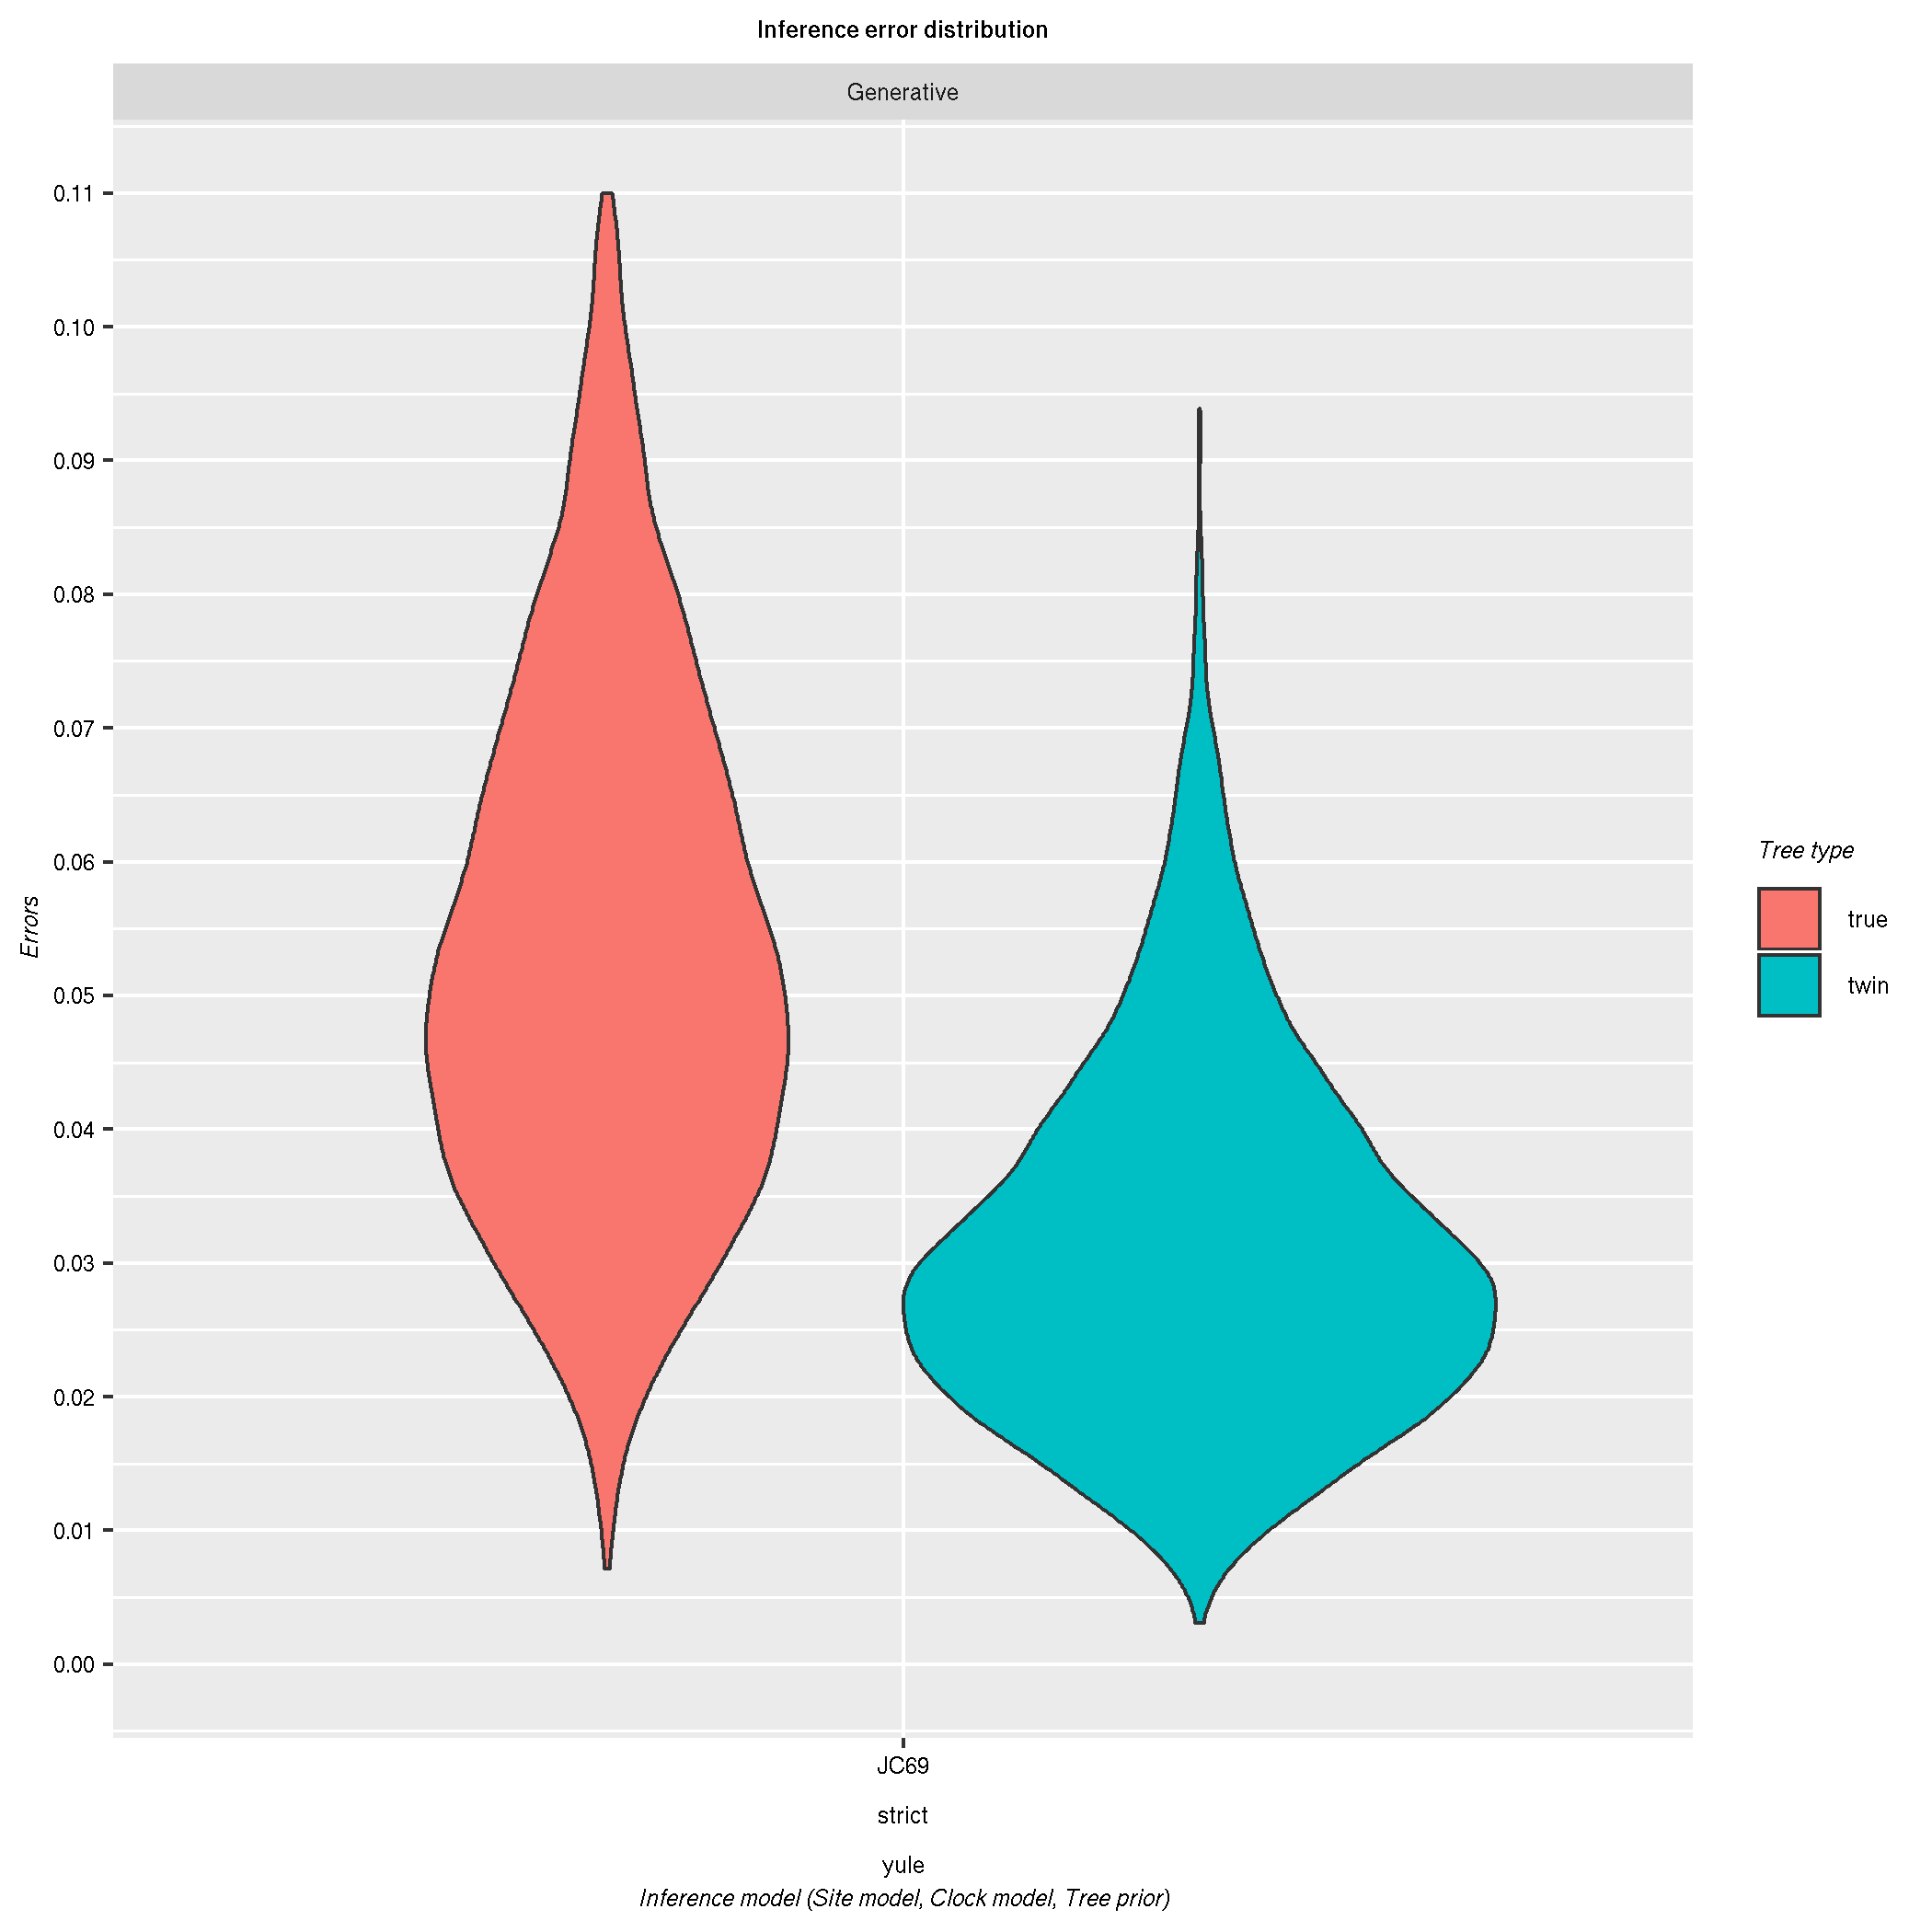 Inference error distribution
Generative
0.11
0.10
0.09
0.08
0.07
0.06
0.05
0.04
0.03
0.02
0.01
0.00
Errors
JC69
strict
yule
Inference model (Site model, Clock model, Tree prior)
Tree type
true
twin